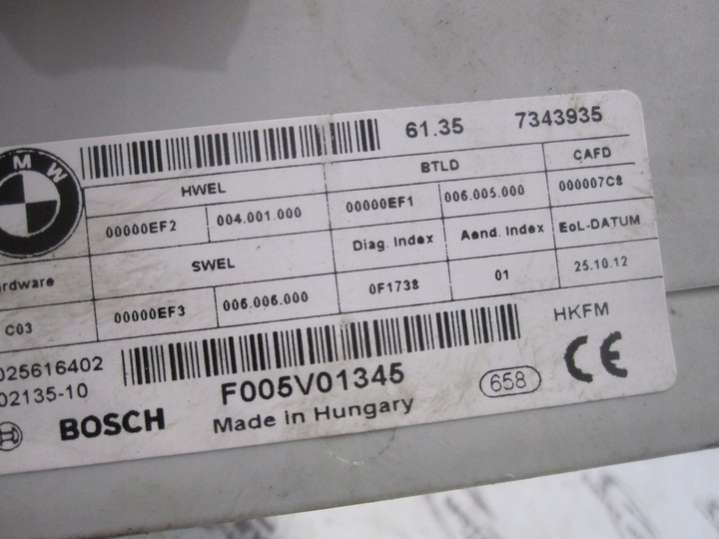 BMW
61.35 7343935
HWEL BTLD CAFD
00000EF2 004.001.000 00000EF1 006.005.000 000007C8
SWEL Diag. Index Aend. Index EoL-DATUM
C03 00000EF3 006.006.000 0F1738 01 25.10.12
HKFM
025616402
02135-10
F005V01345
658
CE
BOSCH
Made in Hungary